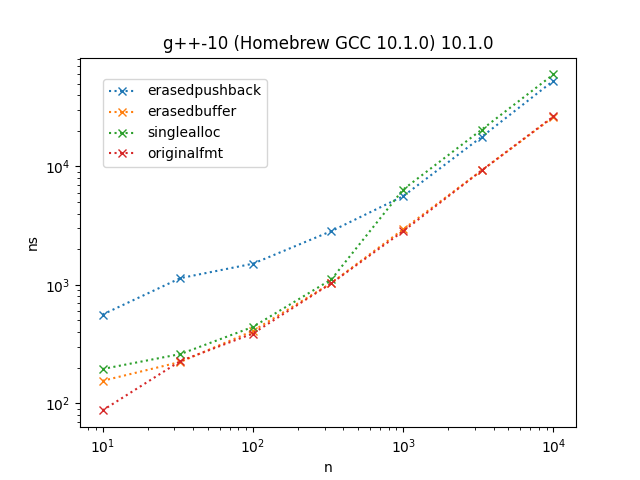 g++-10 (Homebrew GCC 10.1.0) 10.1.0
erasedpushback
erasedbuffer
singlealloc
originalfmt
10⁴
10³
10²
ns
10¹ 10² 10³ 10⁴
n